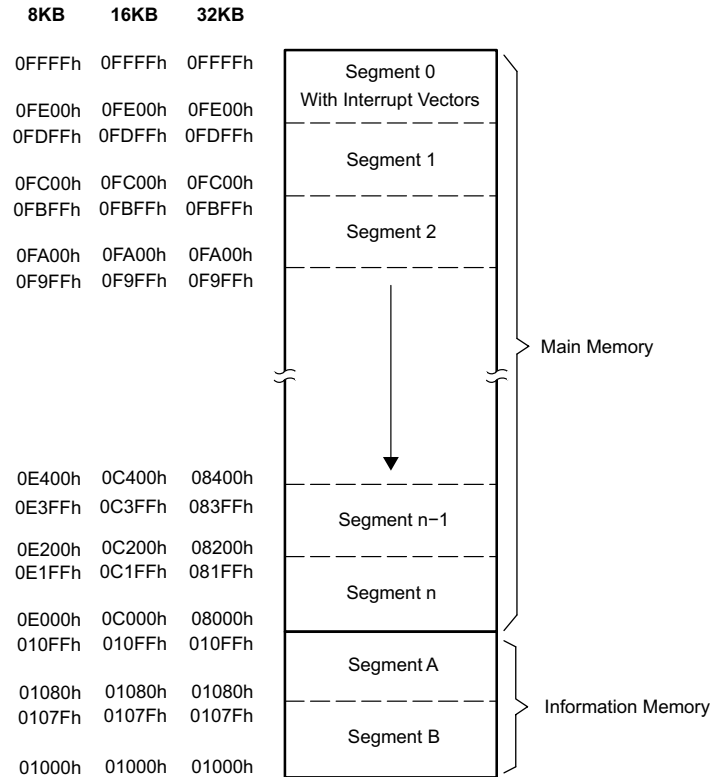 8KB 16KB 32KB
0FFFFh 0FFFFh 0FFFFh
Segment 0
With Interrupt Vectors
0FE00h 0FE00h 0FE00h
0FDFFh 0FDFFh 0FDFFh
Segment 1
0FC00h 0FC00h 0FC00h
0FBFFh 0FBFFh 0FBFFh
Segment 2
0FA00h 0FA00h 0FA00h
0F9FFh 0F9FFh 0F9FFh
Main Memory
0E400h 0C400h 08400h
0E3FFh 0C3FFh 083FFh
Segment n−1
0E200h 0C200h 08200h
0E1FFh 0C1FFh 081FFh
Segment n
0E000h 0C000h 08000h
010FFh 010FFh 010FFh
Segment A
01080h 01080h 01080h
Information Memory
0107Fh 0107Fh 0107Fh
Segment B
01000h 01000h 01000h